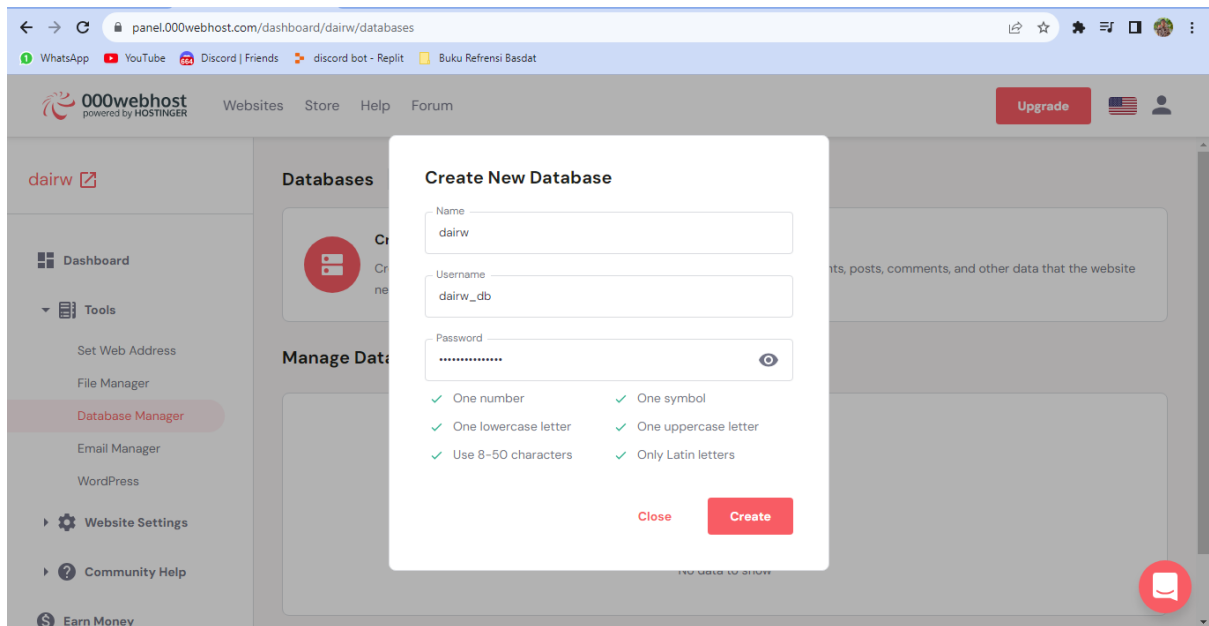 panel.000webhost.com/dashboard/dairw/databases
WhatsApp YouTube Discord | Friends discord bot - Replit Buku Refrensi Basdat
000webhost
powered by HOSTINGER
Websites Store Help Forum
Upgrade
dairw
Dashboard
Tools
Set Web Address
File Manager
Database Manager
Email Manager
WordPress
Website Settings
Community Help
Earn Money
Databases
posts, comments, and other data that the website
Manage
No data to show
Create New Database
Name
dairw
Username
dairw_db
Password
•••••••••••••••
One number
One symbol
One lowercase letter
One uppercase letter
Use 8-50 characters
Only Latin letters
Close
Create